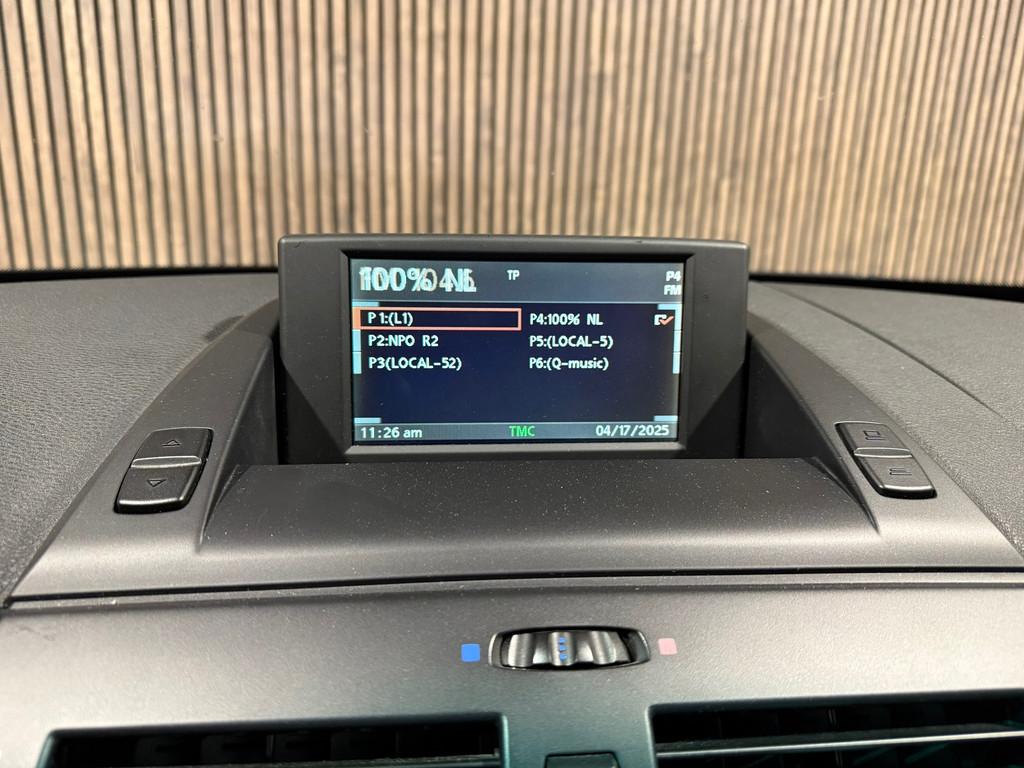 100% NL TP P4
FM
P1:(L1) P4:100% NL
P2:NPO R2 P5:(LOCAL-5)
P3(LOCAL-52) P6:(Q-music)
11:26 am TMC 04/17/2025